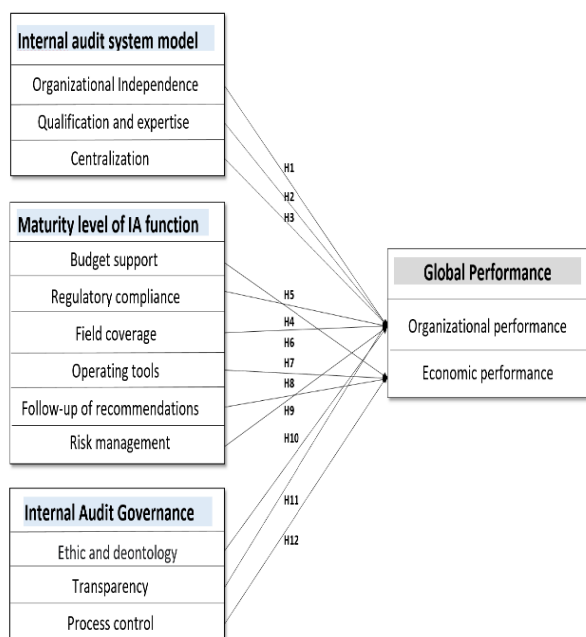 Internal audit system model
Organizational Independence
Qualification and expertise
Centralization
Maturity level of IA function
Budget support
Regulatory compliance
Field coverage
Operating tools
Follow-up of recommendations
Risk management
Internal Audit Governance
Ethic and deontology
Transparency
Process control
H1
H2
H3
H5
H4
H6
H7
H8
H9
H10
H11
H12
Global Performance
Organizational performance
Economic performance